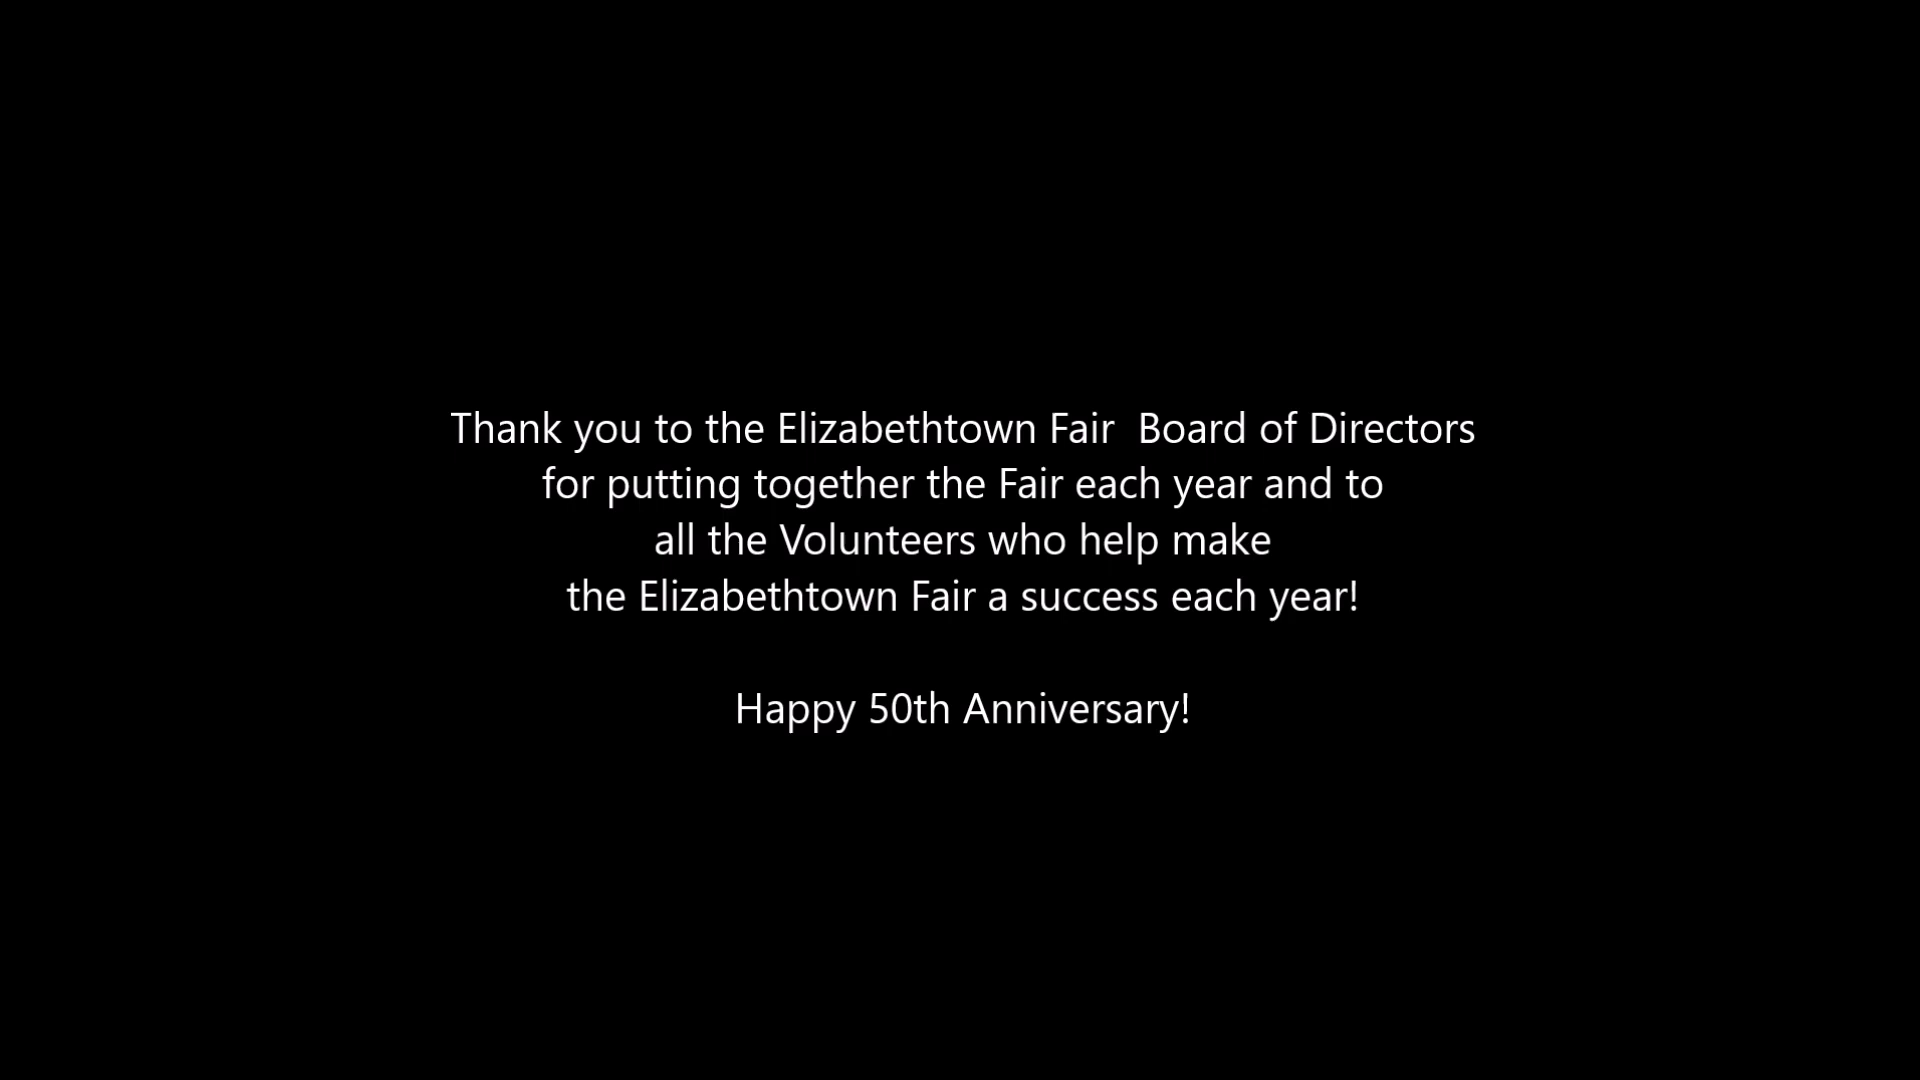 Thank you to the Elizabethtown Fair  Board of Directors
for putting together the Fair each year and to
all the Volunteers who help make
the Elizabethtown Fair a success each year!
Happy 50th Anniversary!